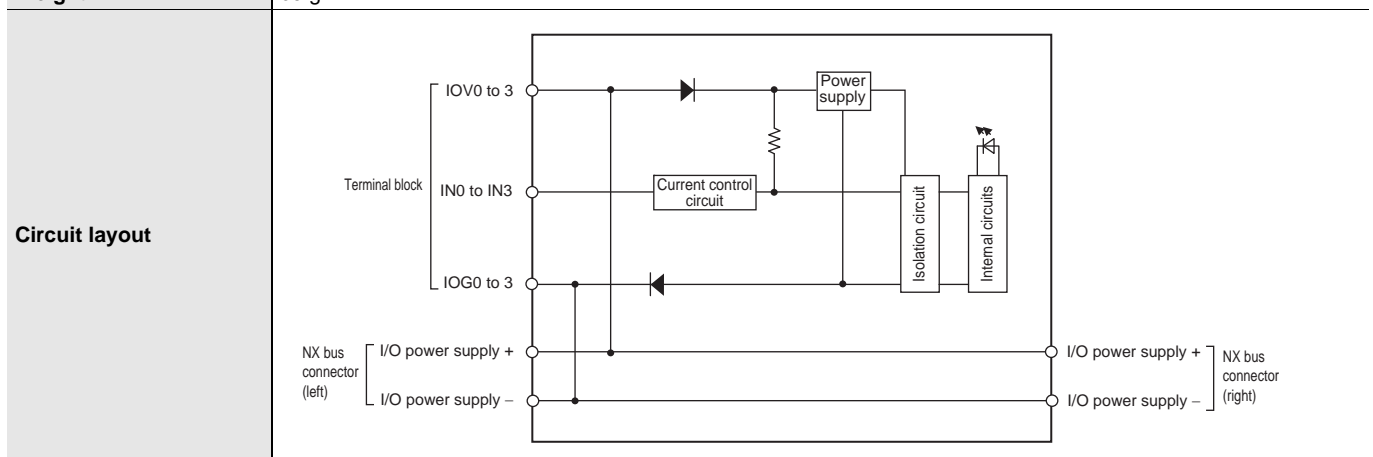 Circuit layout
IOV0 to 3
Power
supply
Terminal block
IN0 to IN3
Current control
circuit
Isolation circuit
Internal circuits
IOG0 to 3
NX bus
connector
(left)
I/O power supply +
I/O power supply −
I/O power supply +
I/O power supply −
NX bus
connector
(right)